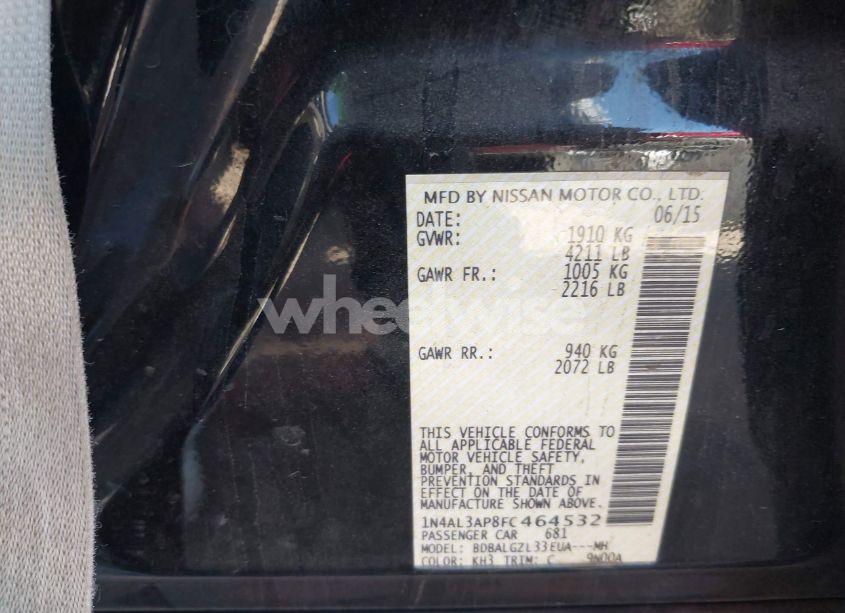 MFD BY NISSAN MOTOR CO., LTD.
DATE: 06/15
GVWR: 1910 KG
4211 LB
GAWR FR.: 1005 KG
2216 LB
wheelwise
GAWR RR.: 940 KG
2072 LB
THIS VEHICLE CONFORMS TO
ALL APPLICABLE FEDERAL
MOTOR VEHICLE SAFETY,
BUMPER, AND THEFT
PREVENTION STANDARDS IN
EFFECT ON THE DATE OF
MANUFACTURE SHOWN ABOVE.
1N4AL3AP8FC464532
PASSENGER CAR 681
MODEL: BDBALGZL33EUA---MH
COLOR: KH3 TRIM: C 9N00A